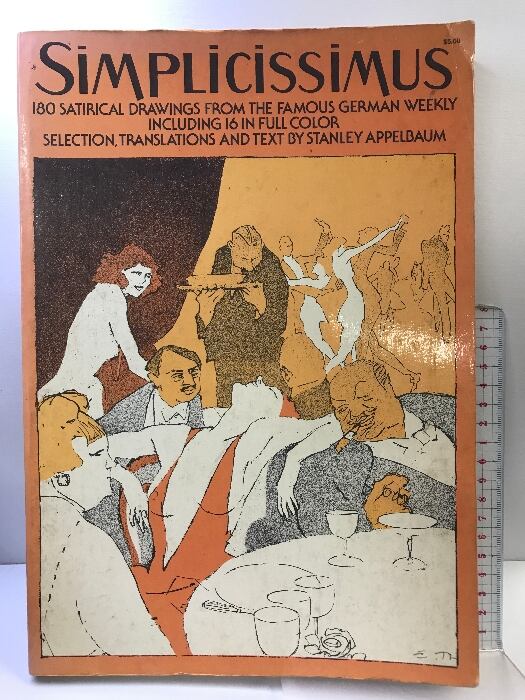 $5.00
SIMPLICISSIMUS
180 SATIRICAL DRAWINGS FROM THE FAMOUS GERMAN WEEKLY
INCLUDING 16 IN FULL COLOR
SELECTION, TRANSLATIONS AND TEXT BY STANLEY APPELBAUM